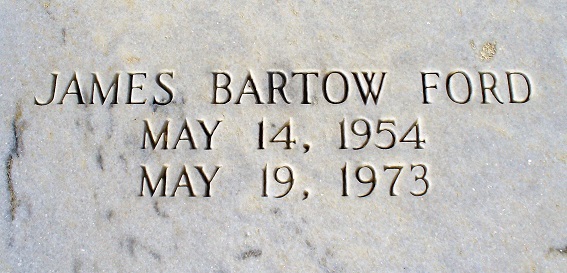 JAMES BARTOW FORD
MAY 14, 1954
MAY 19, 1973